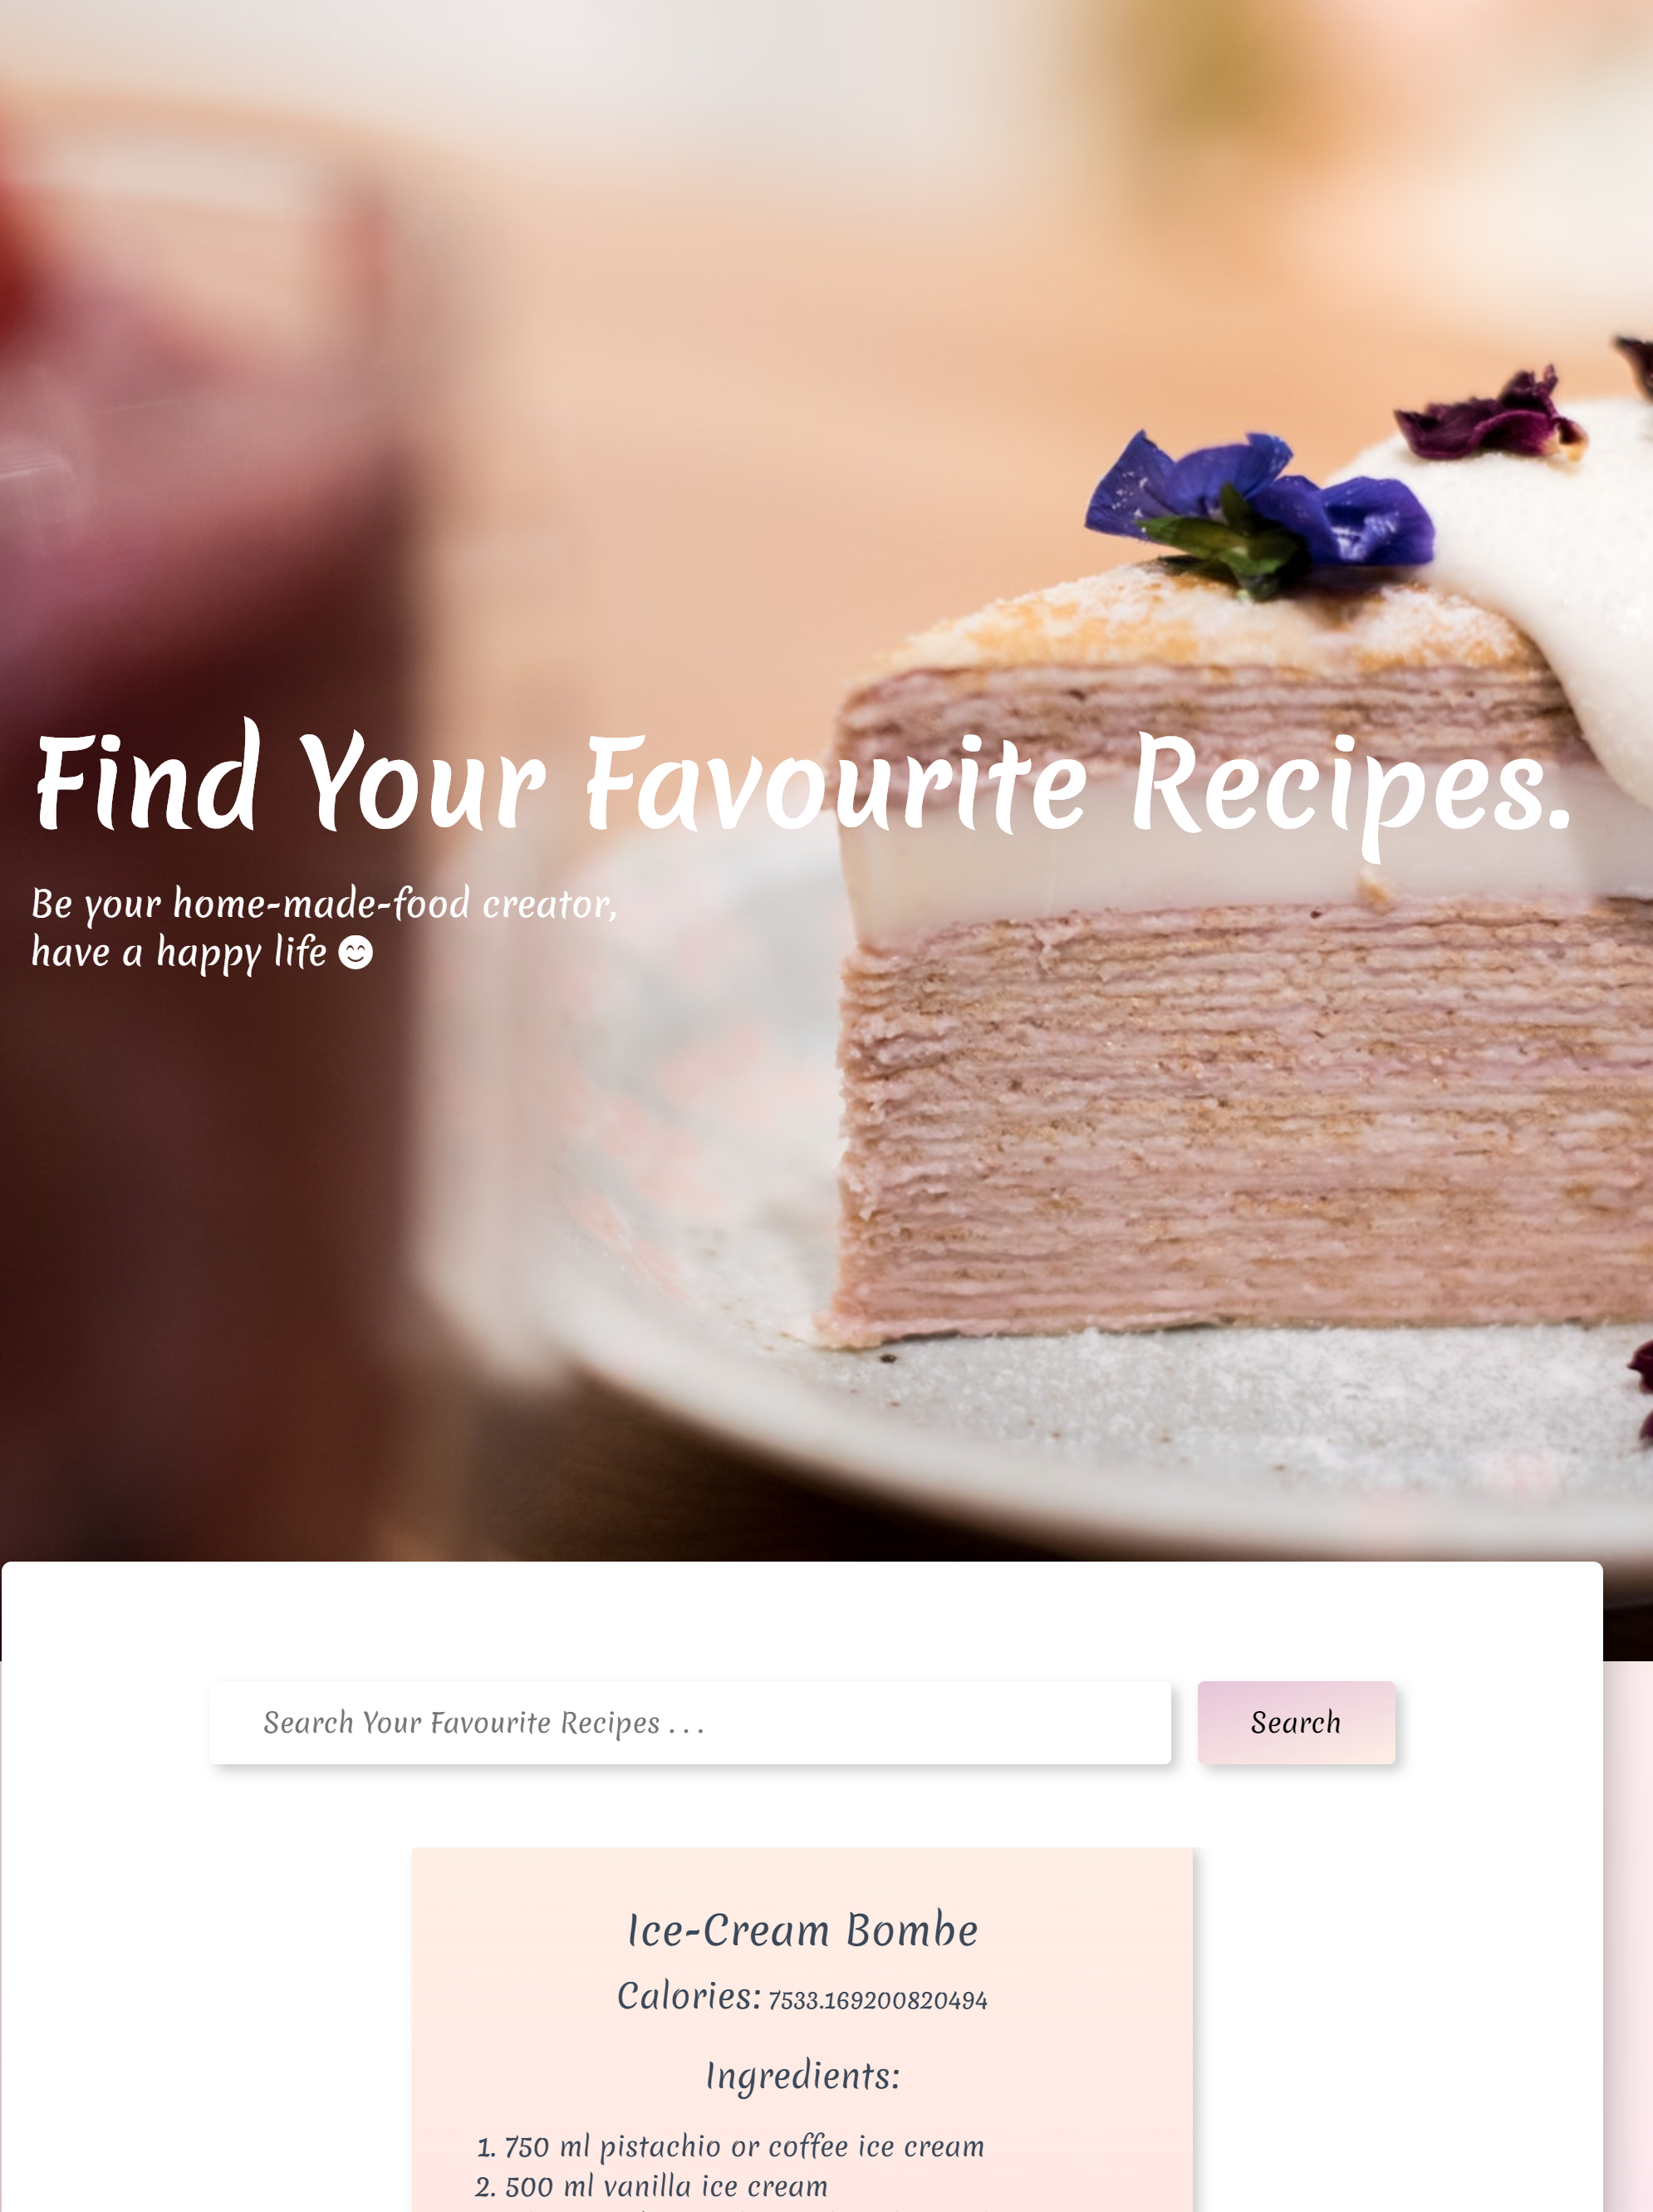 Find Your Favourite Recipes.
Be your home-made-food creator,
have a happy life 😊
Search Your Favourite Recipes . . .
Search
Ice-Cream Bombe
Calories: 7533.169200820494
Ingredients:
1. 750 ml pistachio or coffee ice cream
2. 500 ml vanilla ice cream